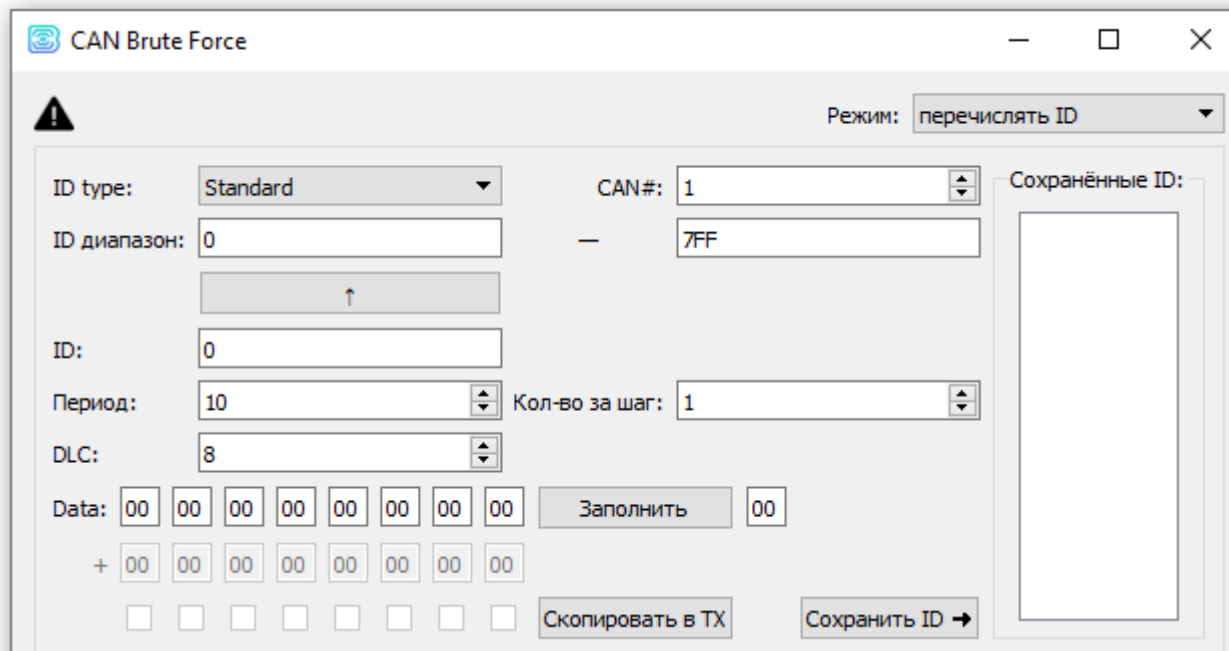 CAN Brute Force
Режим: перечислять ID
ID type: Standard CAN#: 1 Сохранённые ID:
ID диапазон: 0 — 7FF
↑
ID: 0
Период: 10 Кол-во за шаг: 1
DLC: 8
Data: 00 00 00 00 00 00 00 00 Заполнить 00
+ 00 00 00 00 00 00 00 00
Скопировать в TX Сохранить ID →